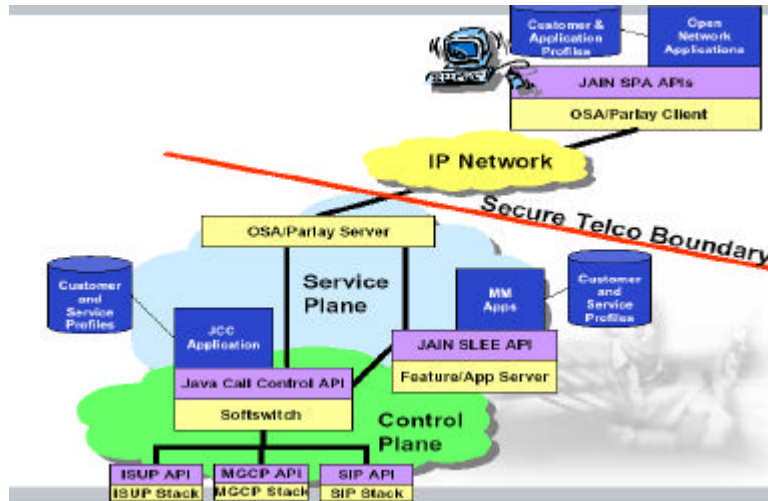 Customer &
Application
Profiles
Open
Network
Applications
JAIN SPA APIs
OSA/Parlay Client
IP Network
Secure Telco Boundary
OSA/Parlay Server
Service
Plane
Customer
and
Service
Profiles
JCC
Application
MM
Apps
Customer
and
Service
Profiles
JAIN SLEE API
Feature/App Server
Java Call Control API
Softswitch
Control
Plane
ISUP API
ISUP Stack
MGCP API
MGCP Stack
SIP API
SIP Stack